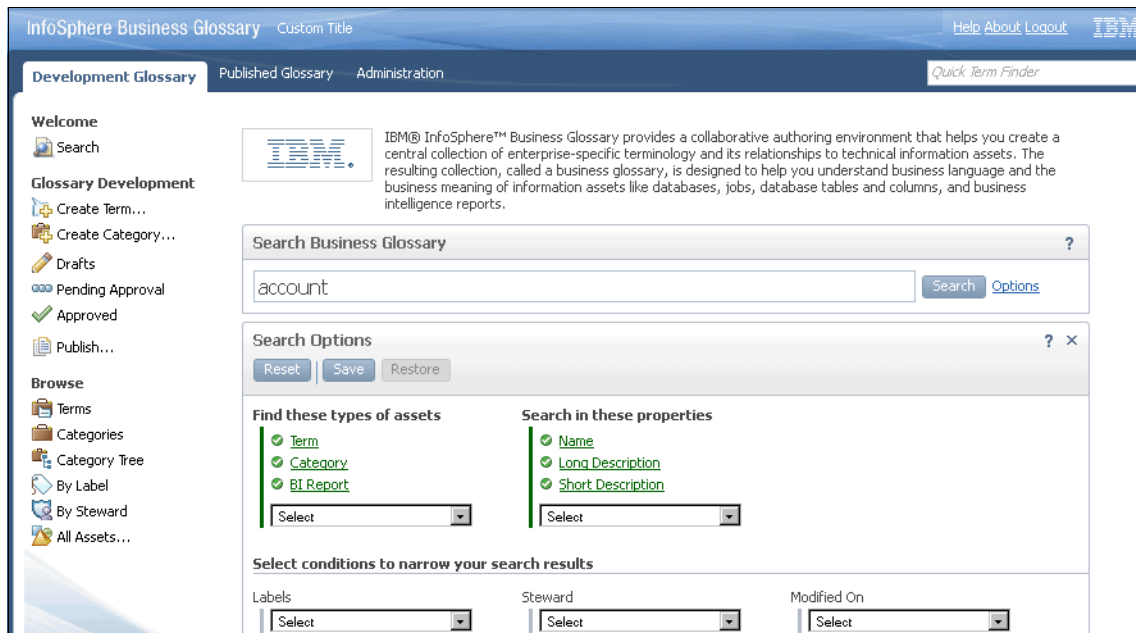 InfoSphere Business Glossary Custom Title
Help About Logout
IBM
Development Glossary
Published Glossary
Administration
Quick Term Finder
Welcome
Search
Glossary Development
Create Term...
Create Category...
Drafts
Pending Approval
Approved
Publish...
Browse
Terms
Categories
Category Tree
By Label
By Steward
All Assets...
IBM.
IBM® InfoSphere™ Business Glossary provides a collaborative authoring environment that helps you create a
central collection of enterprise-specific terminology and its relationships to technical information assets. The
resulting collection, called a business glossary, is designed to help you understand business language and the
business meaning of information assets like databases, jobs, database tables and columns, and business
intelligence reports.
Search Business Glossary ?
account
Search Options
Search Options ? ×
Reset Save Restore
Find these types of assets
Term
Category
BI Report
Select
Search in these properties
Name
Long Description
Short Description
Select
Select conditions to narrow your search results
Labels
Select
Steward
Select
Modified On
Select